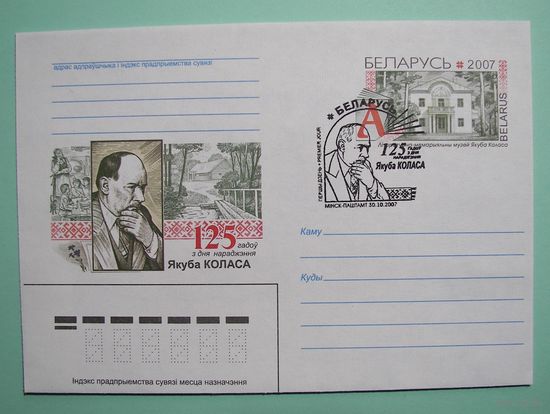 адрас адпраўшчыка і індэкс прадпрыемства сувязі
БЕЛАРУСЬ 2007
BELARUS
A
Літаратурна-мемарыяльны музей Якуба Коласа
БЕЛАРУСЬ
ПЕРШЫ ДЗЕНЬ • PREMIER JOUR
125 ГАДОЎ
З ДНЯ
НАРАДЖЭННЯ
Якуба КОЛАСА
МІНСК-ПАШТАМТ 30.10.2007
125 гадоў
з дня нараджэння
Якуба КОЛАСА
Каму
Куды
Індэкс прадпрыемства сувязі месца назначэння